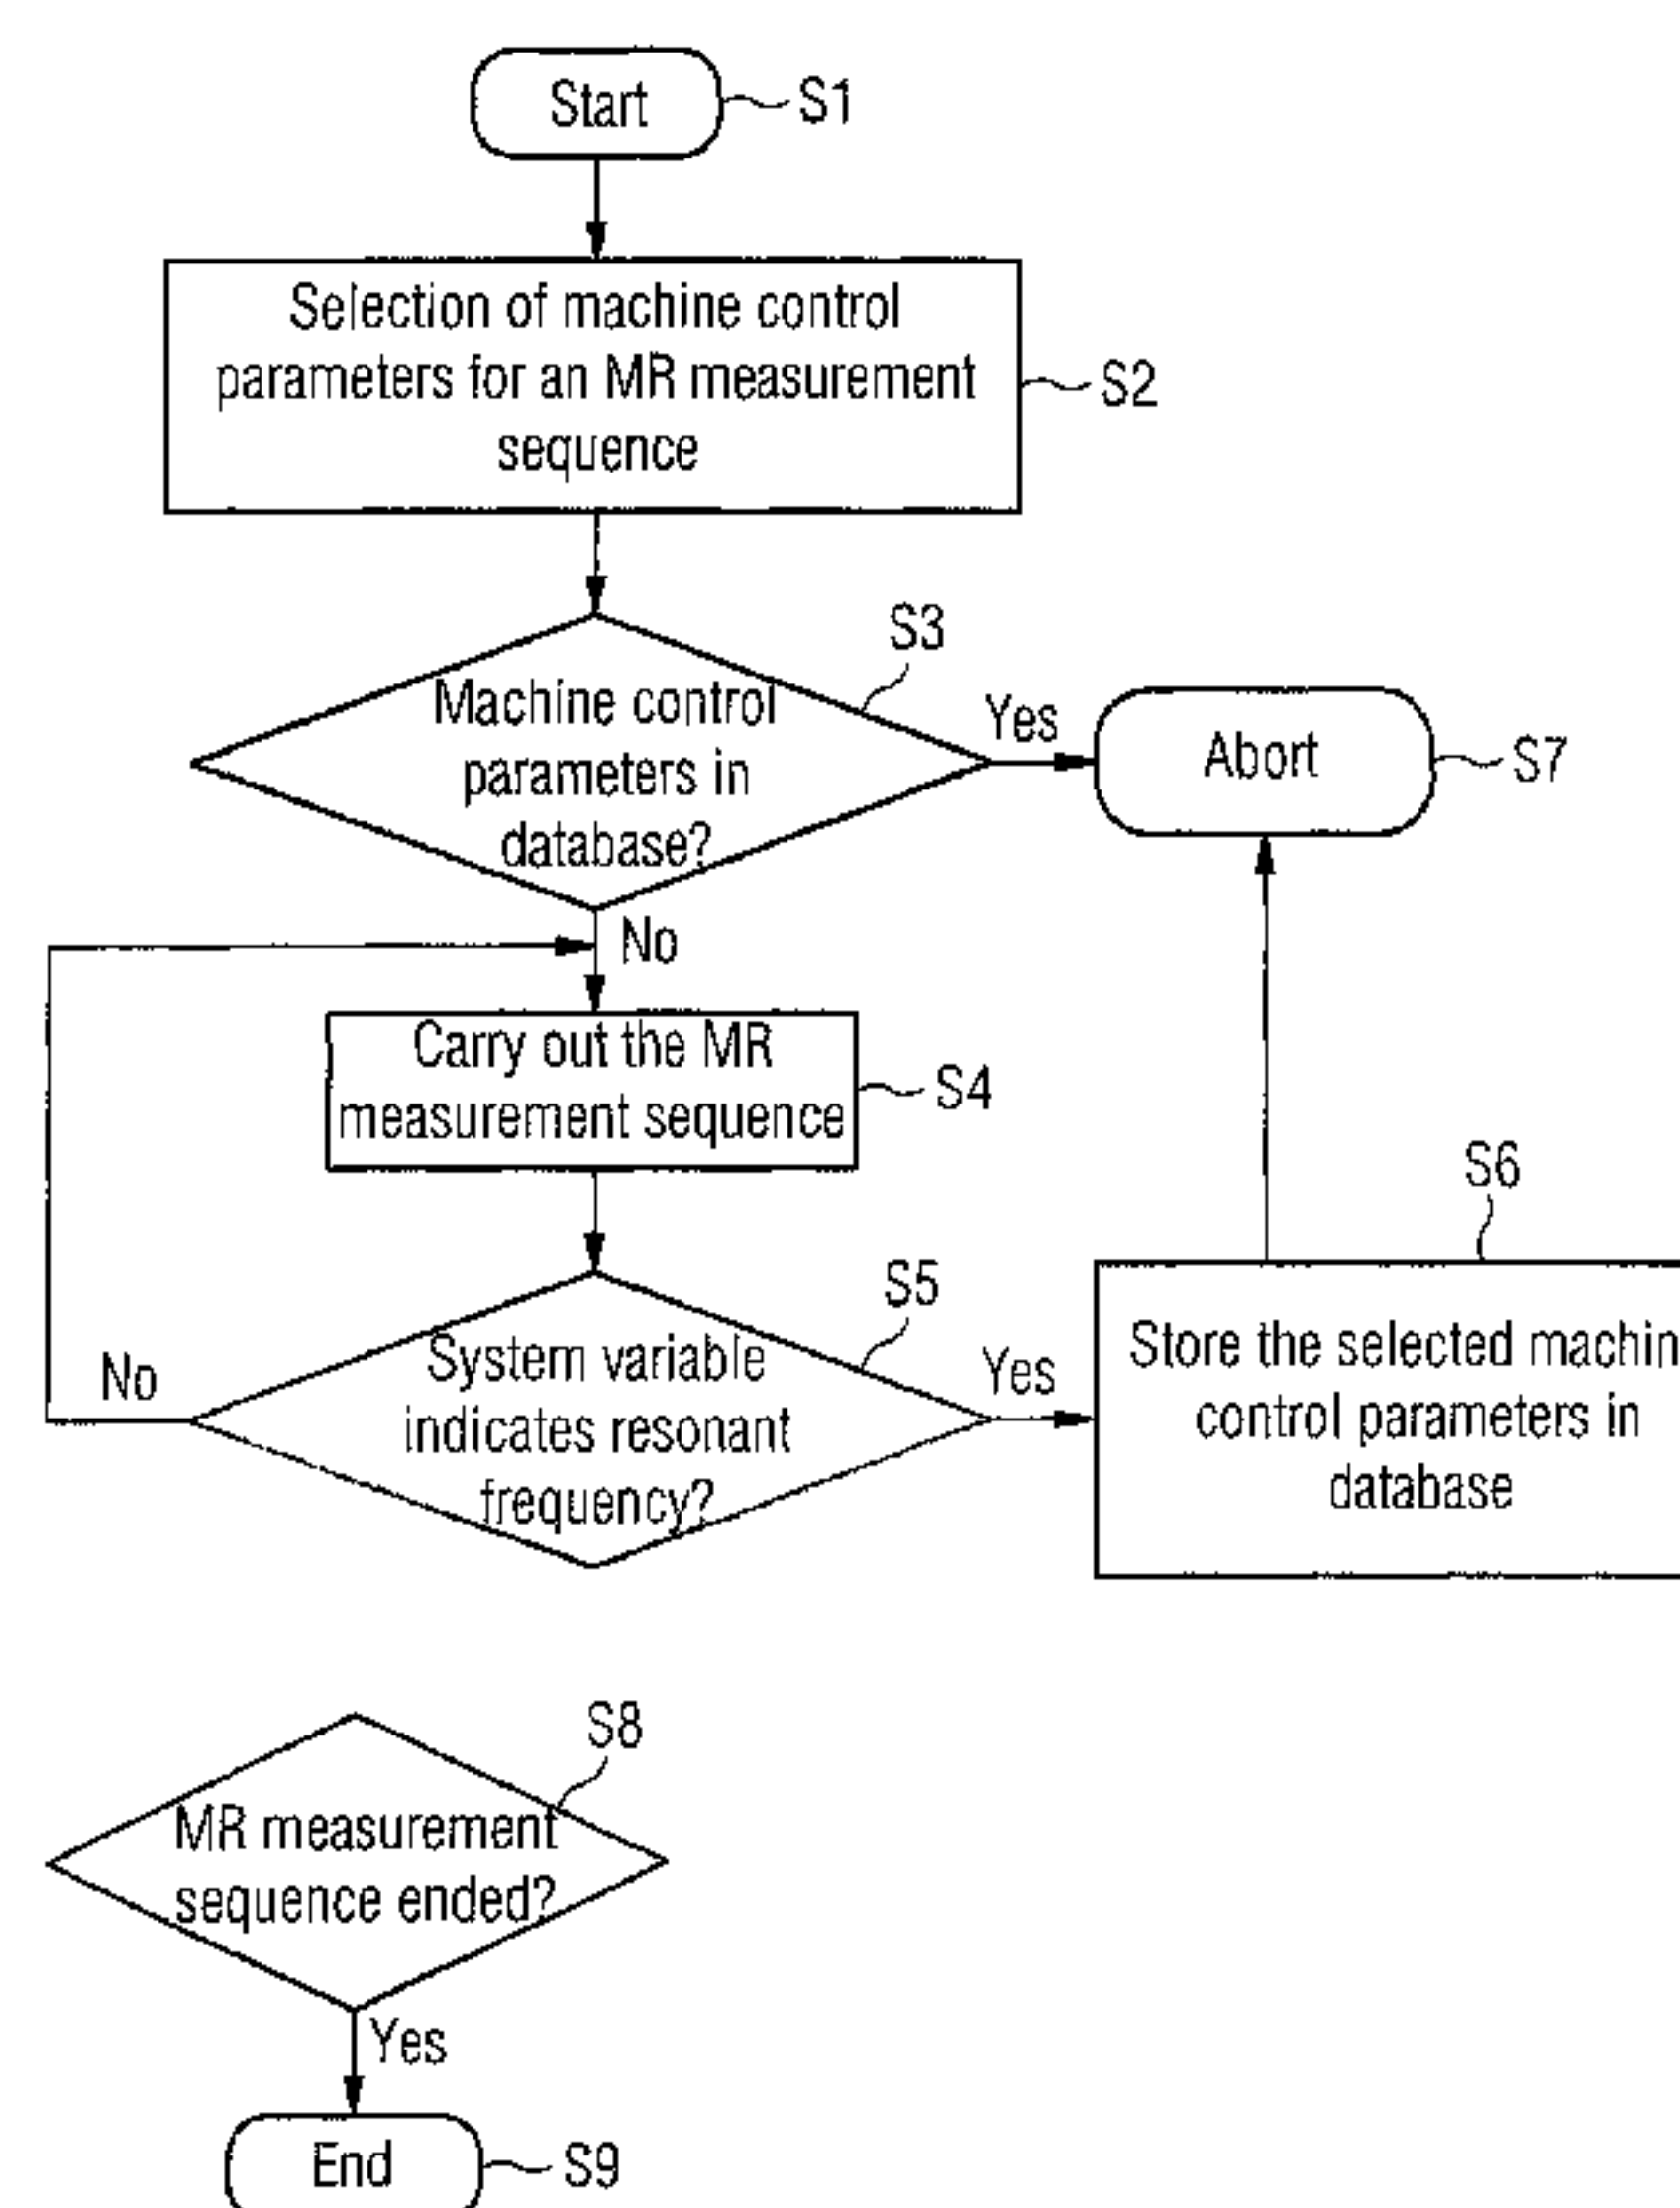 Start
S1
Selection of machine control
parameters for an MR measurement
sequence
S2
S3
Machine control
parameters in
database?
Yes
Abort
S7
No
Carry out the MR
measurement sequence
S4
S6
S5
System variable
indicates resonant
frequency?
No
Yes
Store the selected machin
control parameters in
database
S8
MR measurement
sequence ended?
Yes
End
S9